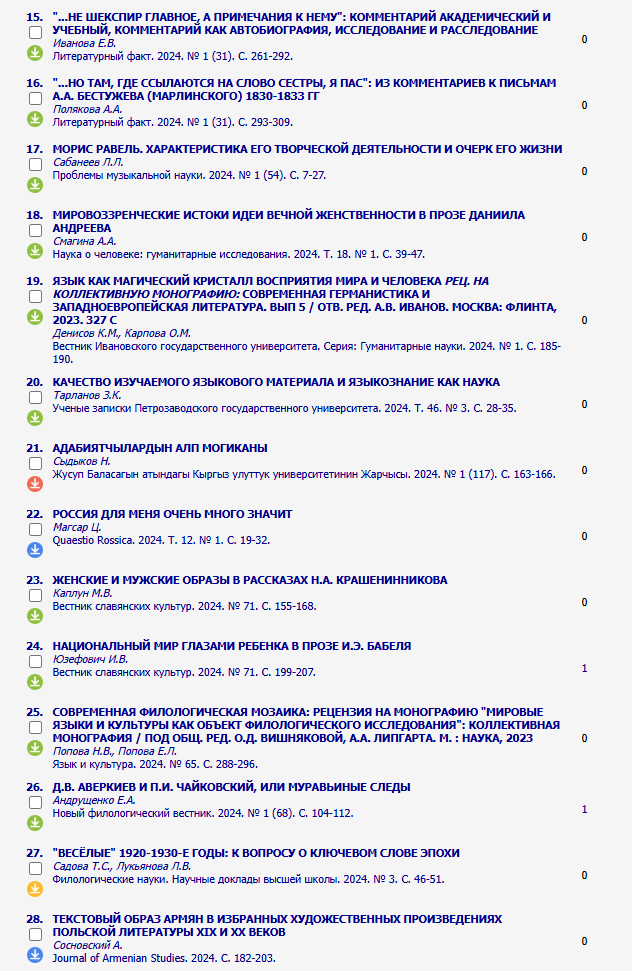 15. "...НЕ ШЕКСПИР ГЛАВНОЕ, А ПРИМЕЧАНИЯ К НЕМУ": КОММЕНТАРИЙ АКАДЕМИЧЕСКИЙ И
УЧЕБНЫЙ, КОММЕНТАРИЙ КАК АВТОБИОГРАФИЯ, ИССЛЕДОВАНИЕ И РАССЛЕДОВАНИЕ
Иванова Е.В.
Литературный факт. 2024. № 1 (31). С. 261-292.
0
16. "...НО ТАМ, ГДЕ ССЫЛАЮТСЯ НА СЛОВО СЕСТРЫ, Я ПАС": ИЗ КОММЕНТАРИЕВ К ПИСЬМАМ
А.А. БЕСТУЖЕВА (МАРЛИНСКОГО) 1830-1833 ГГ
Полякова А.А.
Литературный факт. 2024. № 1 (31). С. 293-309.
0
17. МОРИС РАВЕЛЬ. ХАРАКТЕРИСТИКА ЕГО ТВОРЧЕСКОЙ ДЕЯТЕЛЬНОСТИ И ОЧЕРК ЕГО ЖИЗНИ
Сабанеев Л.Л.
Проблемы музыкальной науки. 2024. № 1 (54). С. 7-27.
0
18. МИРОВОЗЗРЕНЧЕСКИЕ ИСТОКИ ИДЕИ ВЕЧНОЙ ЖЕНСТВЕННОСТИ В ПРОЗЕ ДАНИИЛА
АНДРЕЕВА
Смагина А.А.
Наука о человеке: гуманитарные исследования. 2024. Т. 18. № 1. С. 39-47.
0
19. ЯЗЫК КАК МАГИЧЕСКИЙ КРИСТАЛЛ ВОСПРИЯТИЯ МИРА И ЧЕЛОВЕКА РЕЦ. НА
КОЛЛЕКТИВНУЮ МОНОГРАФИЮ: СОВРЕМЕННАЯ ГЕРМАНИСТИКА И
ЗАПАДНОЕВРОПЕЙСКАЯ ЛИТЕРАТУРА. ВЫП 5 / ОТВ. РЕД. А.В. ИВАНОВ. МОСКВА: ФЛИНТА,
2023. 327 С
Денисов К.М., Карпова О.М.
Вестник Ивановского государственного университета. Серия: Гуманитарные науки. 2024. № 1. С. 185-
190.
0
20. КАЧЕСТВО ИЗУЧАЕМОГО ЯЗЫКОВОГО МАТЕРИАЛА И ЯЗЫКОЗНАНИЕ КАК НАУКА
Тарланов З.К.
Ученые записки Петрозаводского государственного университета. 2024. Т. 46. № 3. С. 28-35.
0
21. АДАБИЯТЧЫЛАРДЫН АЛП МОГИКАНЫ
Сыдыков Н.
Жусуп Баласагын атындагы Кыргыз улуттук университетинин Жарчысы. 2024. № 1 (117). С. 163-166.
0
22. РОССИЯ ДЛЯ МЕНЯ ОЧЕНЬ МНОГО ЗНАЧИТ
Магсар Ц.
Quaestio Rossica. 2024. Т. 12. № 1. С. 19-32.
0
23. ЖЕНСКИЕ И МУЖСКИЕ ОБРАЗЫ В РАССКАЗАХ Н.А. КРАШЕНИННИКОВА
Каплун М.В.
Вестник славянских культур. 2024. № 71. С. 155-168.
0
24. НАЦИОНАЛЬНЫЙ МИР ГЛАЗАМИ РЕБЕНКА В ПРОЗЕ И.Э. БАБЕЛЯ
Юзефович И.В.
Вестник славянских культур. 2024. № 71. С. 199-207.
1
25. СОВРЕМЕННАЯ ФИЛОЛОГИЧЕСКАЯ МОЗАИКА: РЕЦЕНЗИЯ НА МОНОГРАФИЮ "МИРОВЫЕ
ЯЗЫКИ И КУЛЬТУРЫ КАК ОБЪЕКТ ФИЛОЛОГИЧЕСКОГО ИССЛЕДОВАНИЯ": КОЛЛЕКТИВНАЯ
МОНОГРАФИЯ / ПОД ОБЩ. РЕД. О.Д. ВИШНЯКОВОЙ, А.А. ЛИПГАРТА. М. : НАУКА, 2023
Попова Н.В., Попова Е.Л.
Язык и культура. 2024. № 65. С. 288-296.
0
26. Д.В. АВЕРКИЕВ И П.И. ЧАЙКОВСКИЙ, ИЛИ МУРАВЬИНЫЕ СЛЕДЫ
Андрущенко Е.А.
Новый филологический вестник. 2024. № 1 (68). С. 104-112.
1
27. "ВЕСЁЛЫЕ" 1920-1930-Е ГОДЫ: К ВОПРОСУ О КЛЮЧЕВОМ СЛОВЕ ЭПОХИ
Садова Т.С., Лукьянова Л.В.
Филологические науки. Научные доклады высшей школы. 2024. № 3. С. 46-51.
0
28. ТЕКСТОВЫЙ ОБРАЗ АРМЯН В ИЗБРАННЫХ ХУДОЖЕСТВЕННЫХ ПРОИЗВЕДЕНИЯХ
ПОЛЬСКОЙ ЛИТЕРАТУРЫ XIX И XX ВЕКОВ
Сосновский А.
Journal of Armenian Studies. 2024. С. 182-203.
0